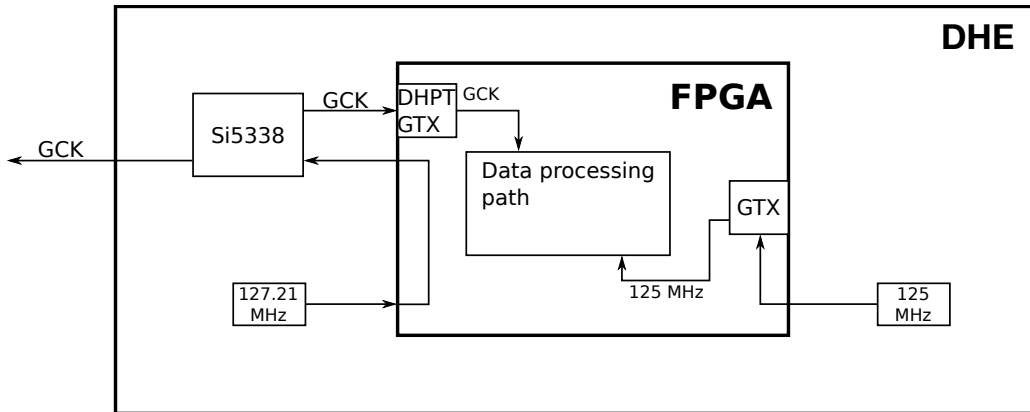 DHE
FPGA
GCK
DHPT
GTX
GCK
Si5338
GCK
Data processing
path
GTX
127.21
MHz
125 MHz
125
MHz